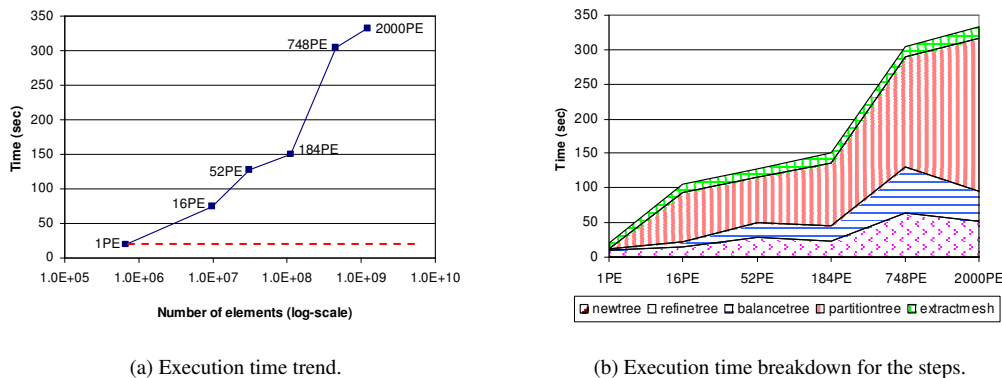 350
300
250
200
150
100
50
0
Time (sec)
2000PE
748PE
184PE
52PE
16PE
1PE
1.0E+05 1.0E+06 1.0E+07 1.0E+08 1.0E+09 1.0E+10
Number of elements (log-scale)
(a) Execution time trend.
350
300
250
200
150
100
50
0
Time (sec)
1PE 16PE 52PE 184PE 748PE 2000PE
newtree refinetree balancetree partitiontree extractmesh
(b) Execution time breakdown for the steps.